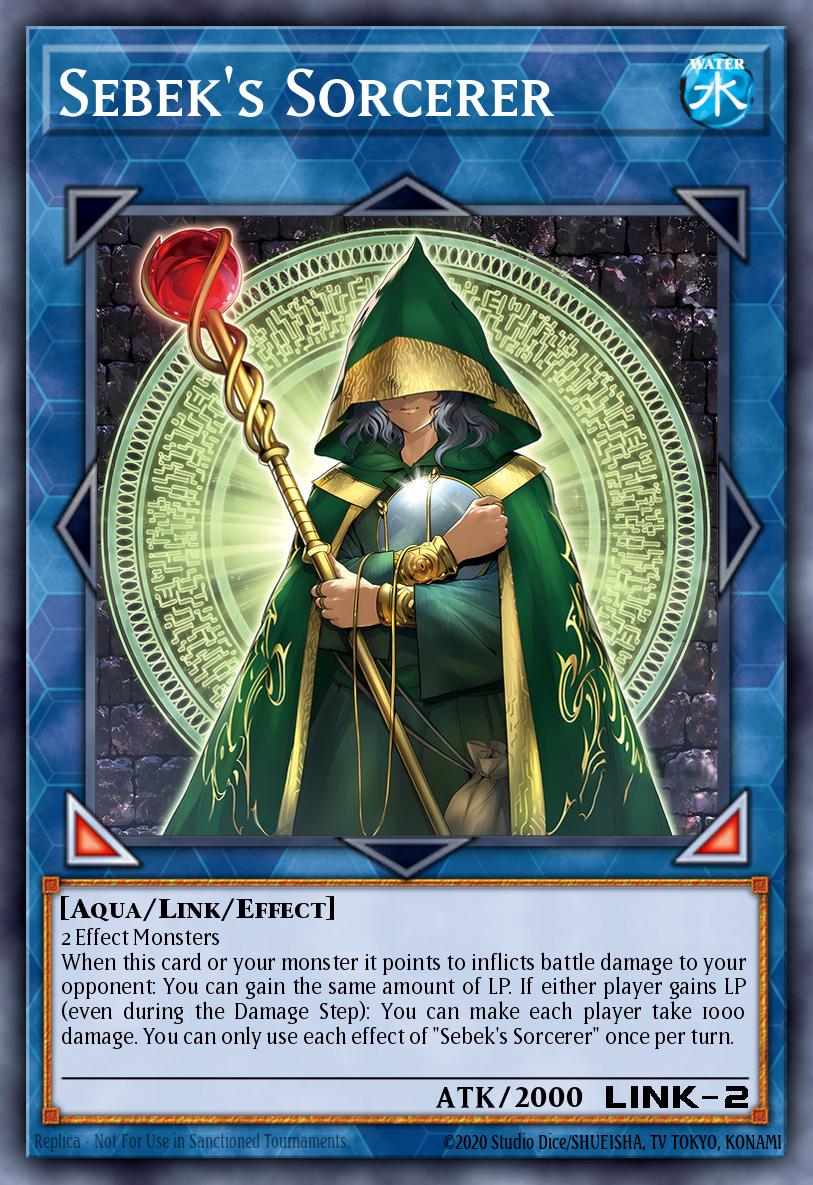 Sebek's Sorcerer
WATER
水
[Aqua/Link/Effect]
2 Effect Monsters
When this card or your monster it points to inflicts battle damage to your
opponent: You can gain the same amount of LP. If either player gains LP
(even during the Damage Step): You can make each player take 1000
damage. You can only use each effect of "Sebek's Sorcerer" once per turn.
ATK/2000 LINK-2
Replica - Not For Use in Sanctioned Tournaments.
©2020 Studio Dice/SHUEISHA, TV TOKYO, KONAMI